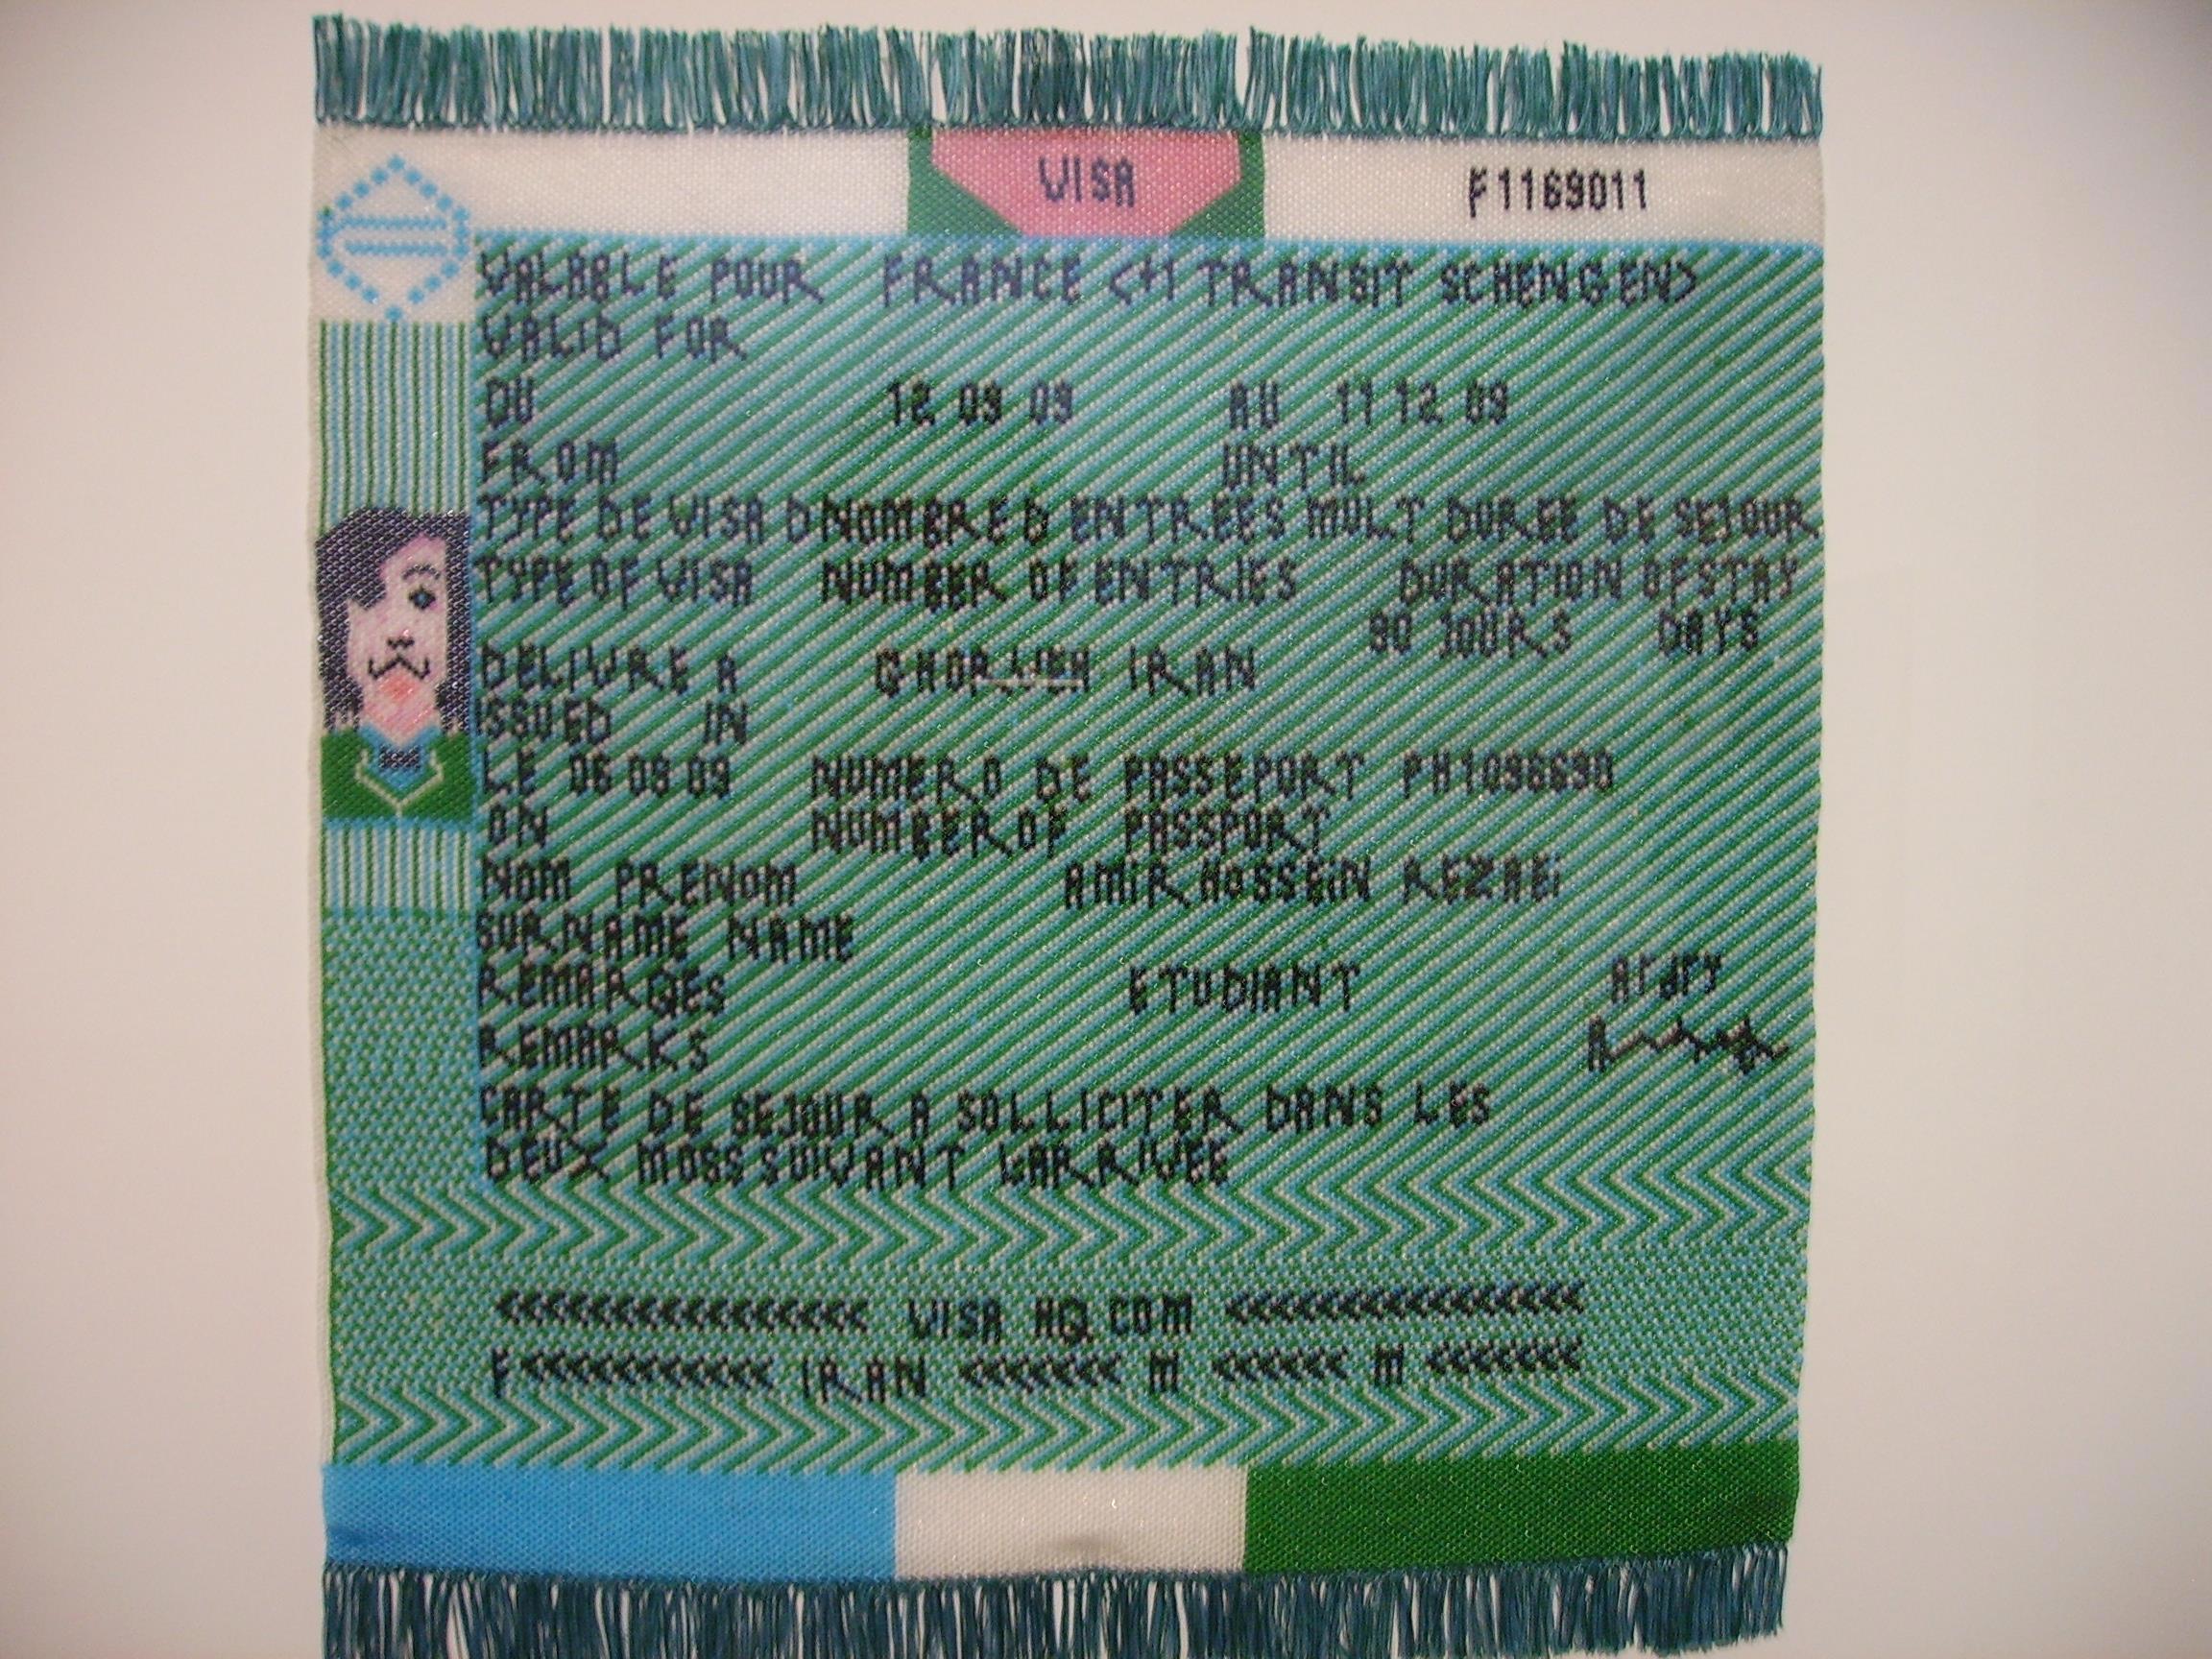 VISA F1169011
VALABLE POUR FRANCE <+1 TRANSIT SCHENGEN>
VALID FOR
DU 12 09 09 AU 11 12 09
FROM UNTIL
TYPE DE VISA D NOMBRE D ENTREES MULT DUREE DE SEJOUR
TYPE OF VISA NUMBER OF ENTRIES DURATION OF STAY
90 JOURS DAYS
DELIVRE A IRAN
ISSUED IN
LE 06 09 09 NUMERO DE PASSEPORT
ON NUMBER OF PASSPORT
NOM PRENOM AMIR HOSSEIN REZAEI
SURNAME NAME
REMARQES ETUDIANT
REMARKS
CARTE DE SEJOUR A SOLLICITER DANS LES
DEUX MOSS SUIVANT LARRIVEE
<<<<<<<<<<<<<<<<< VISA HQ.COM <<<<<<<<<<<<<<<<<
F<<<<<<<<<<<< IRAN <<<<<<< M <<<<<< M <<<<<<<